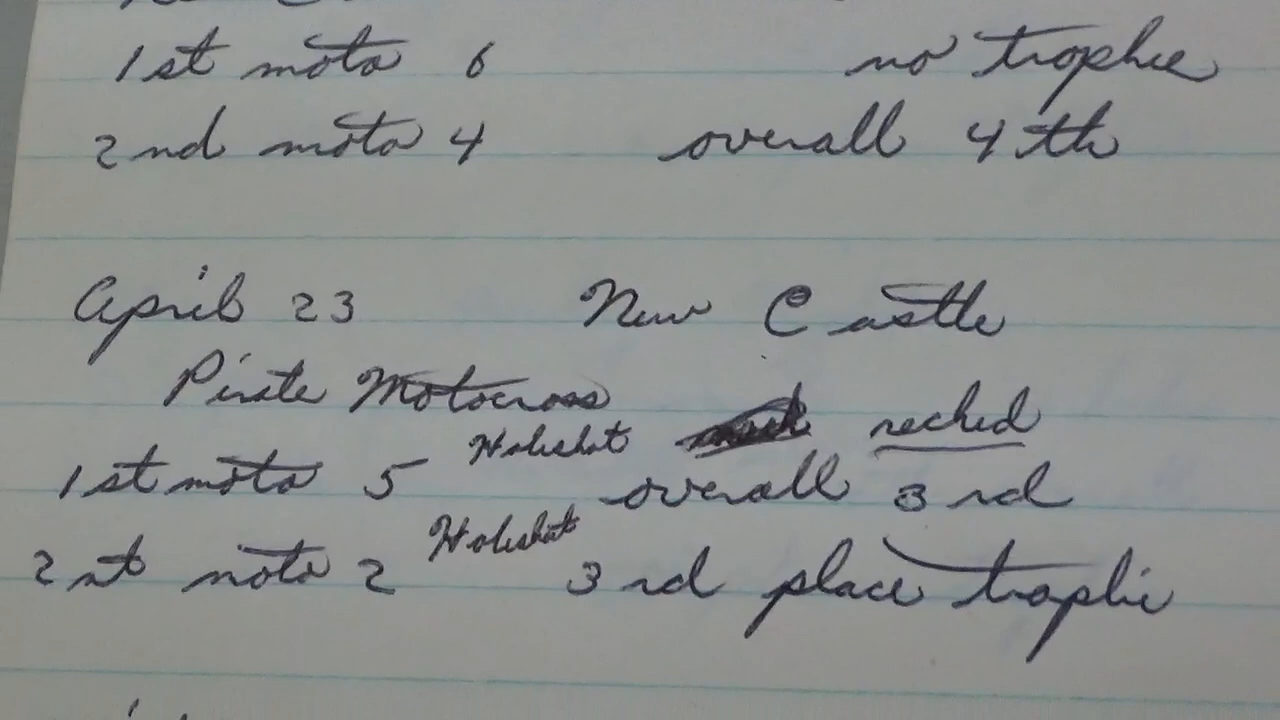 1st moto 6 no trophie
2nd moto 4 overall 4th
April 23 New Castle
Pirate Motocross reched
1st moto 5 Holeshot overall 3rd
2nt moto 2 Holeshot 3rd place trophie